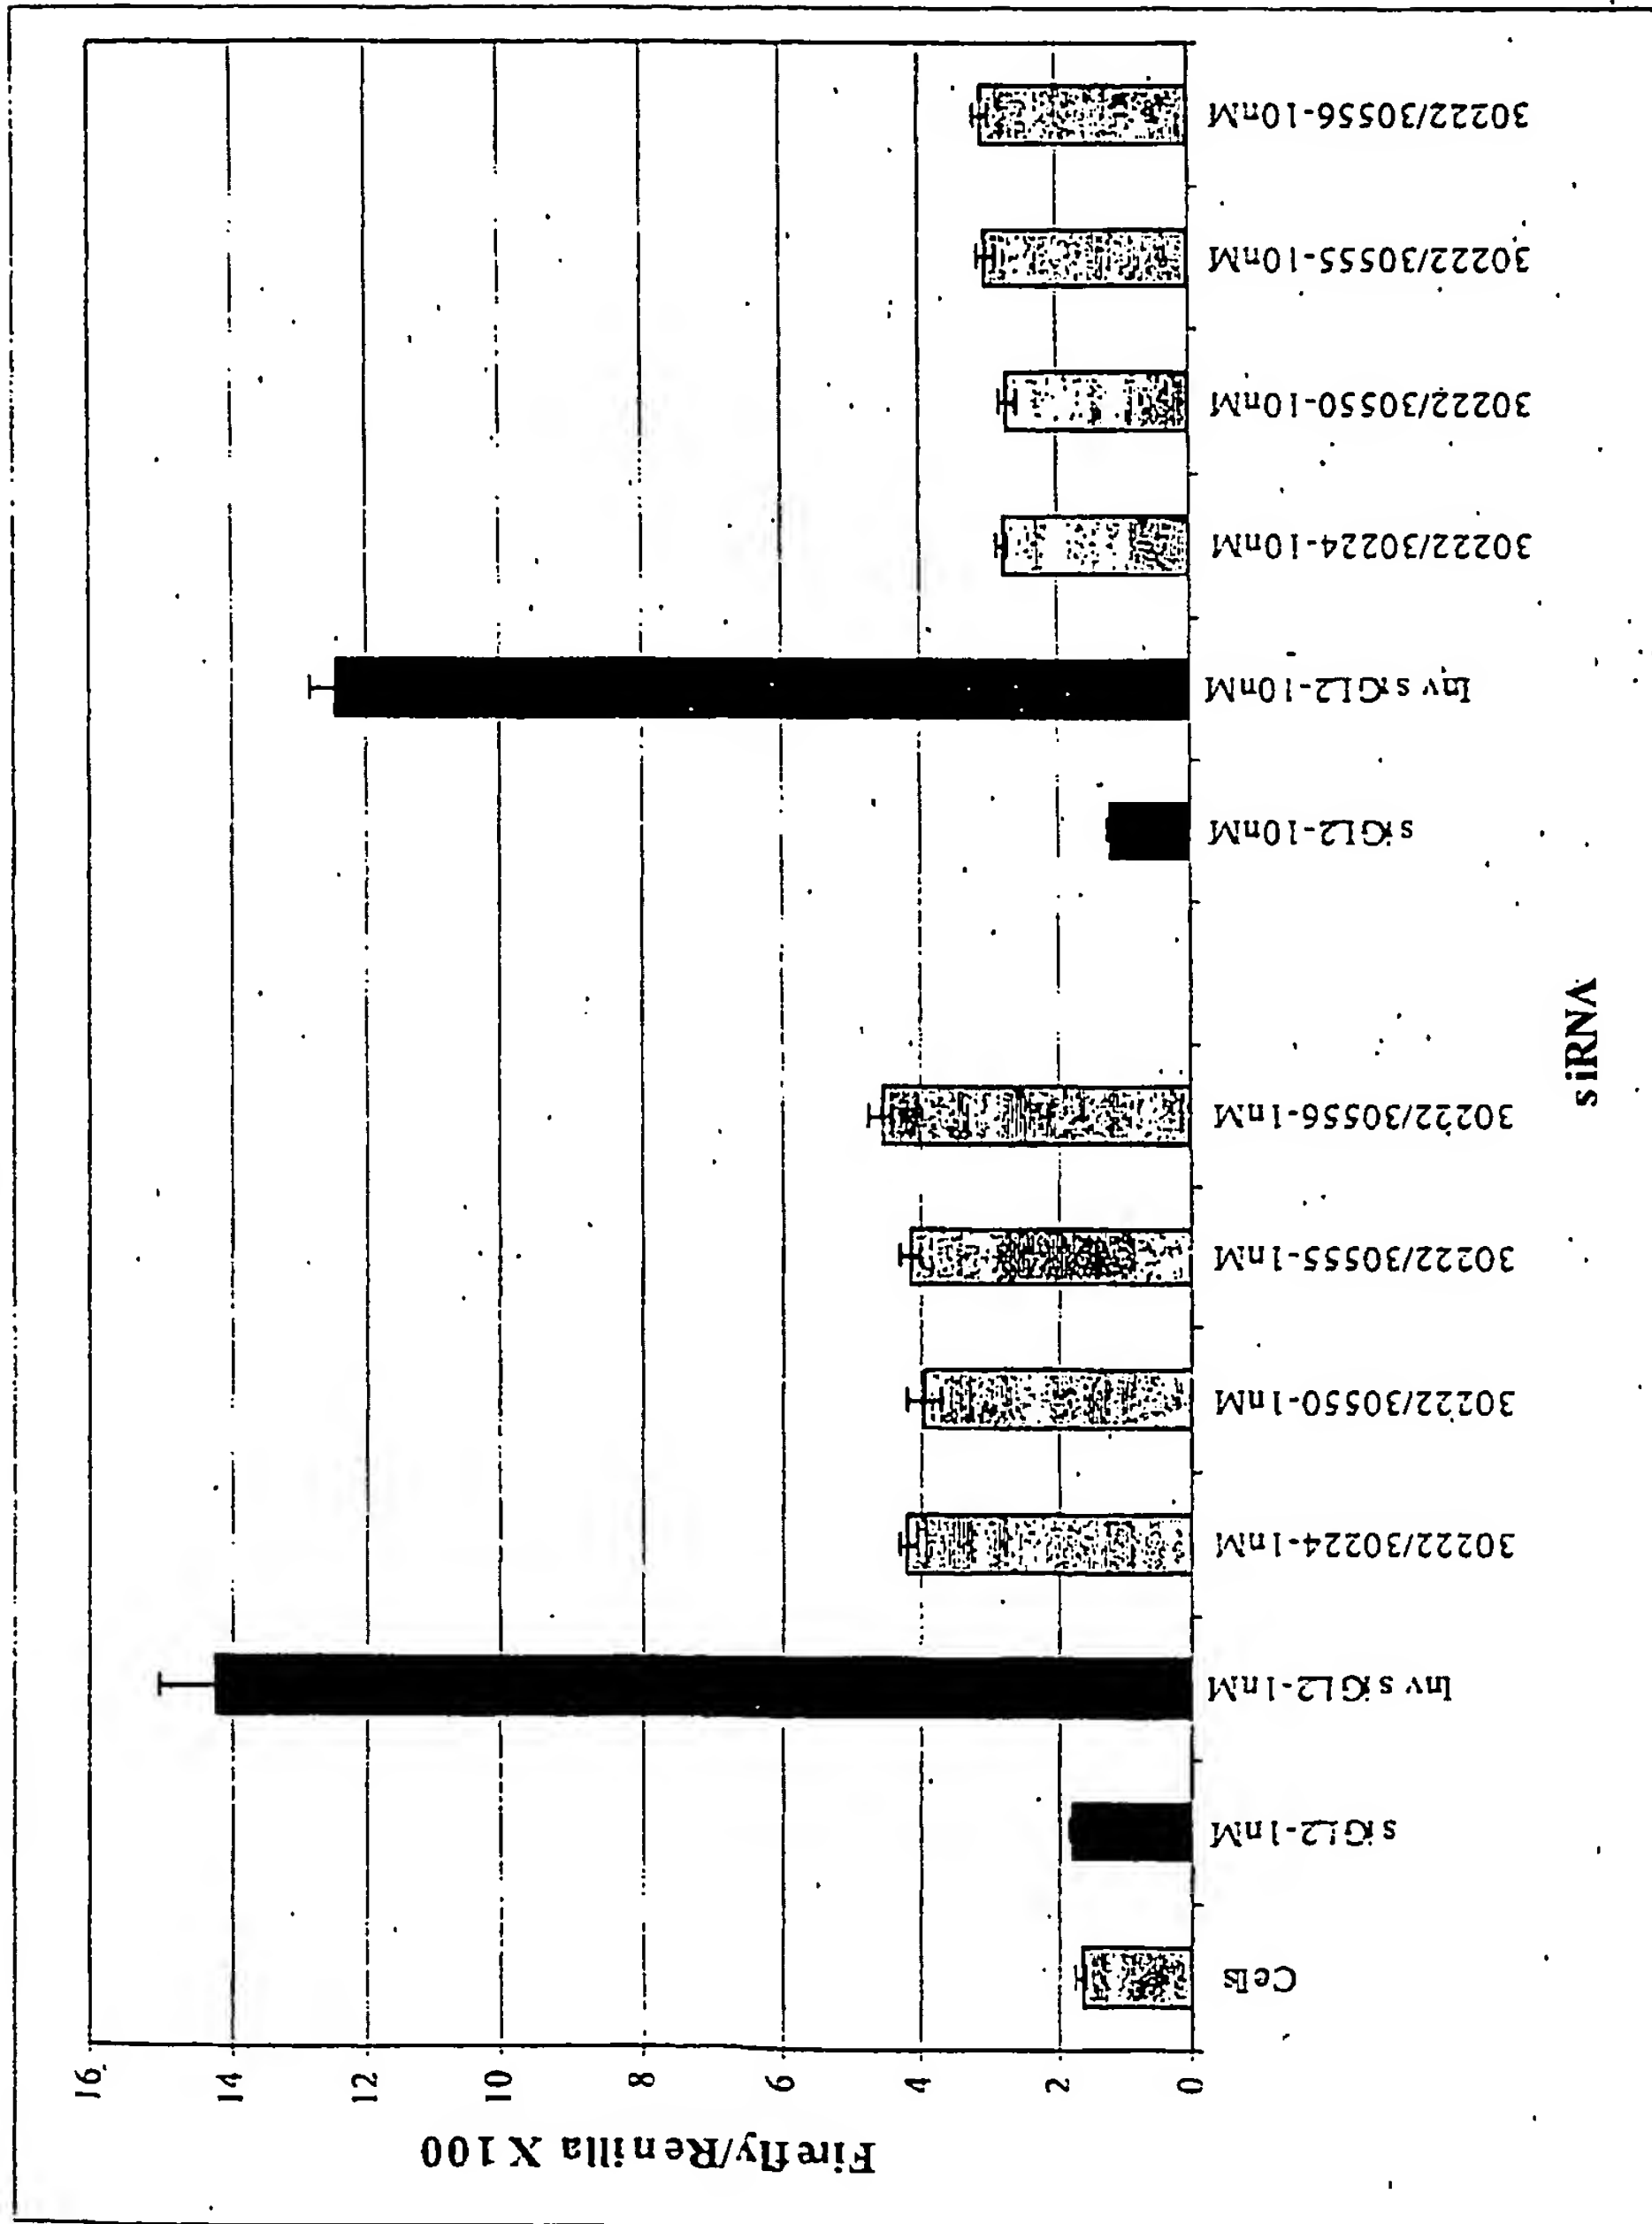 Firefly/Renilla X 100
16
14
12
10
8
6
4
2
0
Cells
siGL2-1nM
Inv siGL2-1nM
30222/30224-1nM
30222/30550-1nM
30222/30555-1nM
30222/30556-1nM
siGL2-10nM
Inv siGL2-10nM
30222/30224-10nM
30222/30550-10nM
30222/30555-10nM
30222/30556-10nM
siRNA